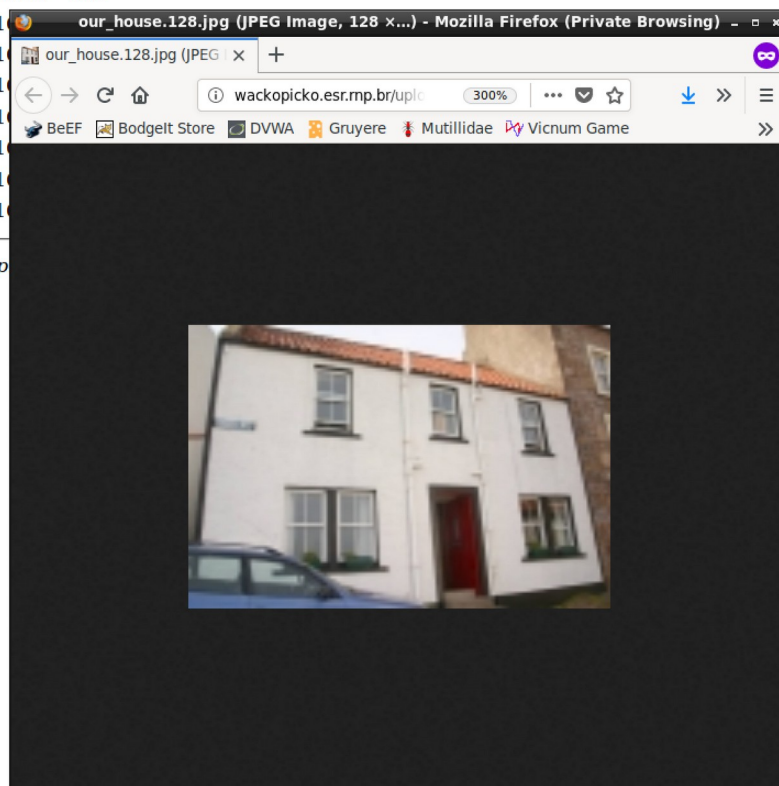 our_house.128.jpg (JPEG Image, 128 ×...) - Mozilla Firefox (Private Browsing)
our_house.128.jpg (JPEG
wackopicko.esr.rnp.br/uplo
300%
BeEF BodgeIt Store DVWA Gruyere Mutillidae Vicnum Game